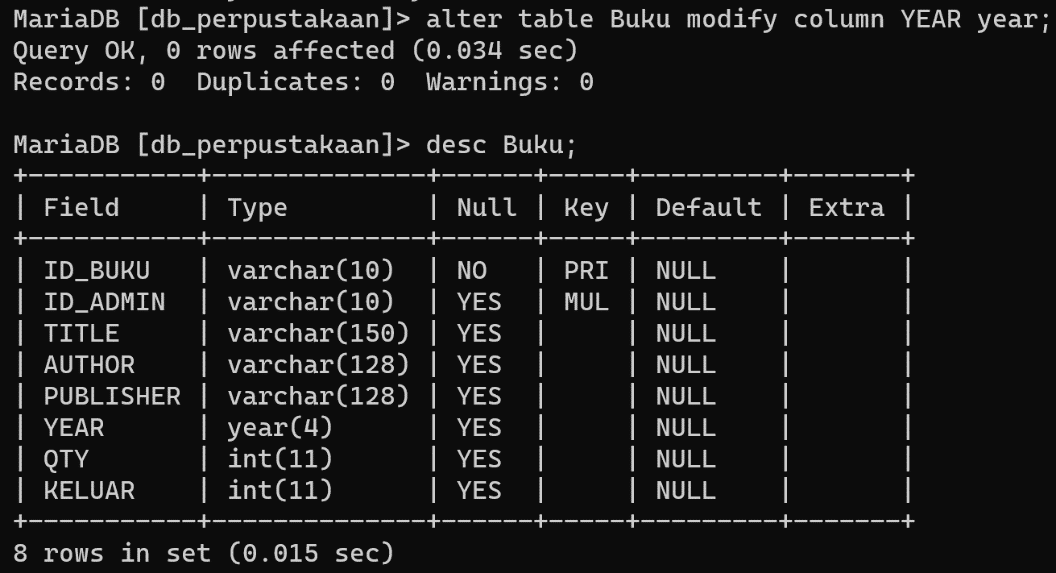 MariaDB [db_perpustakaan]> alter table Buku modify column YEAR year;
Query OK, 0 rows affected (0.034 sec)
Records: 0  Duplicates: 0  Warnings: 0
MariaDB [db_perpustakaan]> desc Buku;
+-----------+--------------+------+-----+---------+-------+
| Field     | Type         | Null | Key | Default | Extra |
+-----------+--------------+------+-----+---------+-------+
| ID_BUKU   | varchar(10)  | NO   | PRI | NULL    |       |
| ID_ADMIN  | varchar(10)  | YES  | MUL | NULL    |       |
| TITLE     | varchar(150) | YES  |     | NULL    |       |
| AUTHOR    | varchar(128) | YES  |     | NULL    |       |
| PUBLISHER | varchar(128) | YES  |     | NULL    |       |
| YEAR      | year(4)      | YES  |     | NULL    |       |
| QTY       | int(11)      | YES  |     | NULL    |       |
| KELUAR    | int(11)      | YES  |     | NULL    |       |
+-----------+--------------+------+-----+---------+-------+
8 rows in set (0.015 sec)